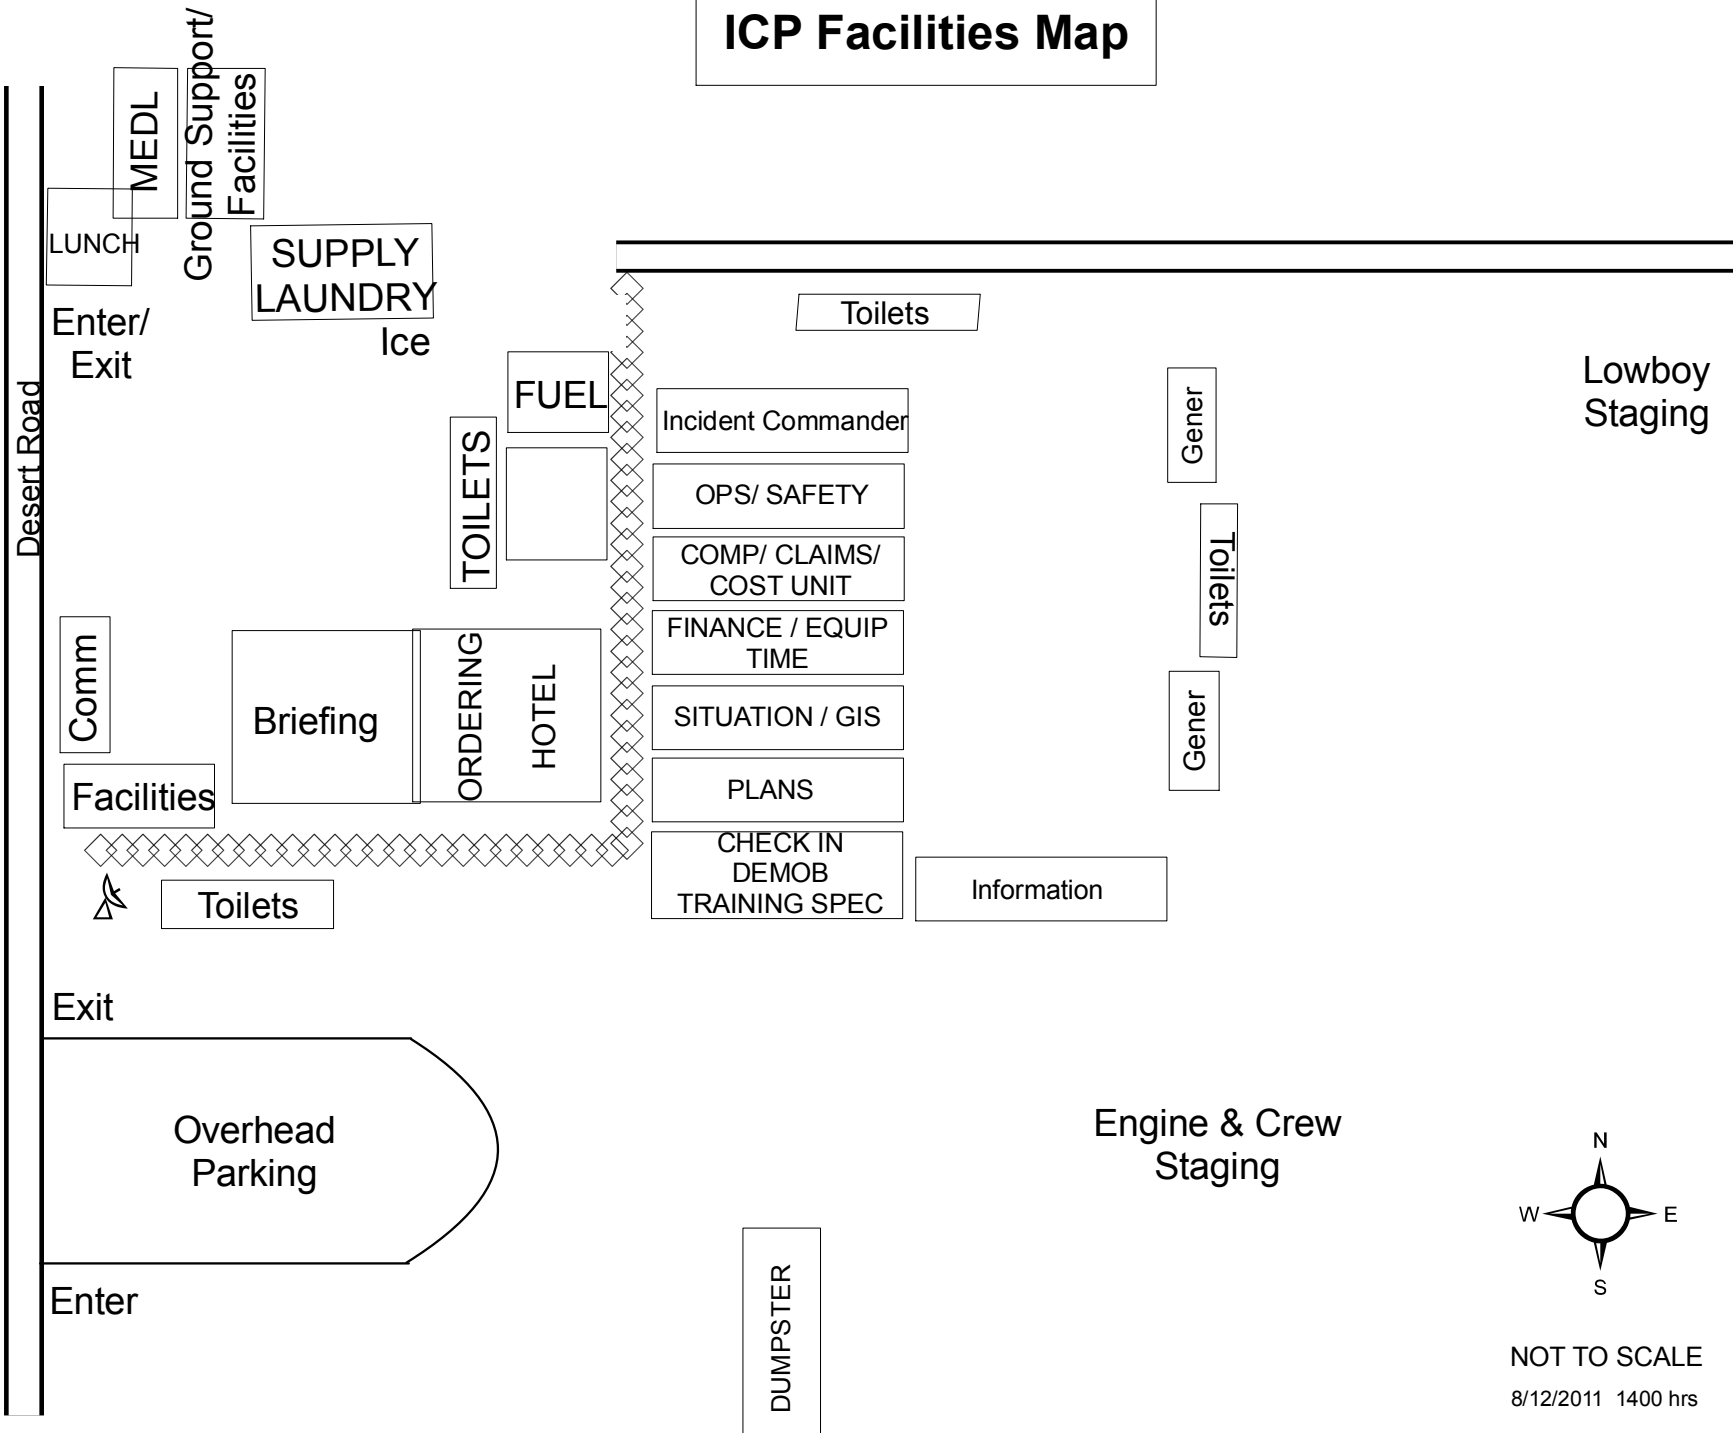 ICP Facilities Map
MEDL
Ground Support/
Facilities
LUNCH
SUPPLY
LAUNDRY
Ice
Enter/
Exit
Desert Road
Toilets
FUEL
TOILETS
Incident Commander
OPS/ SAFETY
COMP/ CLAIMS/
COST UNIT
FINANCE / EQUIP
TIME
SITUATION / GIS
PLANS
CHECK IN
DEMOB
TRAINING SPEC
Information
Gener
Toilets
Gener
Lowboy
Staging
Comm
Facilities
Briefing
ORDERING
HOTEL
Toilets
Exit
Overhead
Parking
Enter
Engine & Crew
Staging
DUMPSTER
N
W
E
S
NOT TO SCALE
8/12/2011 1400 hrs